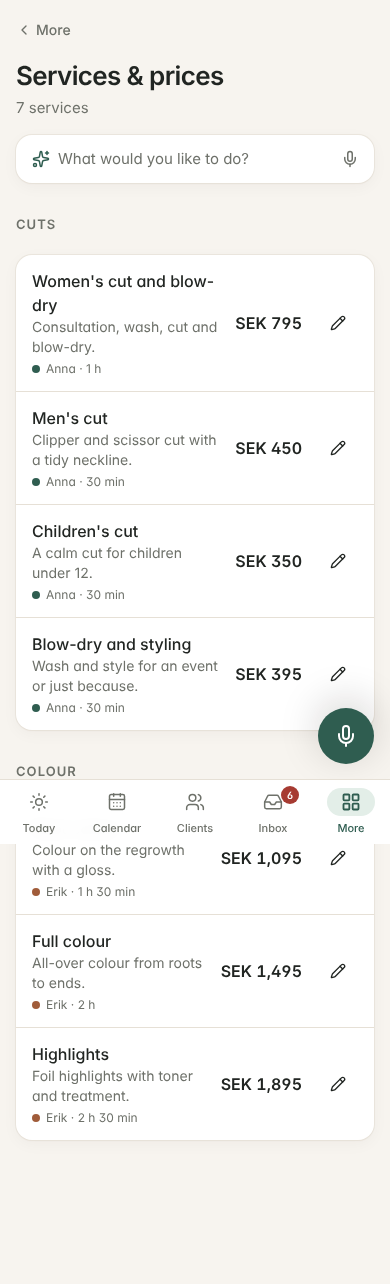 More
Services & prices
7 services
What would you like to do?
CUTS
Women's cut and blow-
dry
Consultation, wash, cut and
blow-dry.
Anna · 1 h
SEK 795
Men's cut
Clipper and scissor cut with
a tidy neckline.
Anna · 30 min
SEK 450
Children's cut
A calm cut for children
under 12.
Anna · 30 min
SEK 350
Blow-dry and styling
Wash and style for an event
or just because.
Anna · 30 min
SEK 395
COLOUR
Today
Calendar
Clients
6
Inbox
More
Colour on the regrowth
with a gloss.
Erik · 1 h 30 min
SEK 1,095
Full colour
All-over colour from roots
to ends.
Erik · 2 h
SEK 1,495
Highlights
Foil highlights with toner
and treatment.
Erik · 2 h 30 min
SEK 1,895